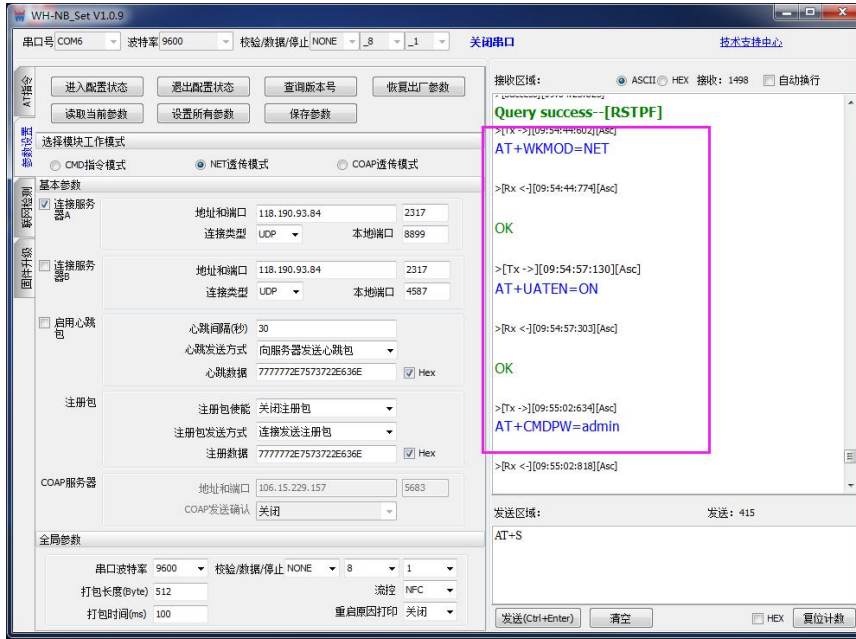 WH-NB_Set V1.0.9
串口号 COM6 波特率 9600 校验/数据/停止 NONE _8 _1 关闭串口 技术支持中心
AT指令
参数设置
联网检测
固件升级
进入配置状态 退出配置状态 查询版本号 恢复出厂参数
读取当前参数 设置所有参数 保存参数
选择模块工作模式
CMD指令模式 NET透传模式 COAP透传模式
基本参数
连接服务器A 地址和端口 118.190.93.84 2317
连接类型 UDP 本地端口 8899
连接服务器B 地址和端口 118.190.93.84 2317
连接类型 UDP 本地端口 4587
启用心跳包 心跳间隔(秒) 30
心跳发送方式 向服务器发送心跳包
心跳数据 7777772E7573722E636E Hex
注册包 注册包使能 关闭注册包
注册包发送方式 连接发送注册包
注册数据 7777772E7573722E636E Hex
COAP服务器 地址和端口 106.15.229.157 5683
COAP发送确认 关闭
全局参数
串口波特率 9600 校验/数据/停止 NONE 8 1
打包长度(Byte) 512 流控 NFC
打包时间(ms) 100 重启原因打印 关闭
接收区域: ASCII HEX 接收: 1498 自动换行
Query success--[RSTPF]
>[Tx ->][09:54:44:602][Asc]
AT+WKMOD=NET
>[Rx <-][09:54:44:774][Asc]
OK
>[Tx ->][09:54:57:130][Asc]
AT+UATEN=ON
>[Rx <-][09:54:57:303][Asc]
OK
>[Tx ->][09:55:02:634][Asc]
AT+CMDPW=admin
>[Rx <-][09:55:02:818][Asc]
发送区域: 发送: 415
AT+S
发送(Ctrl+Enter) 清空 HEX 复位计数